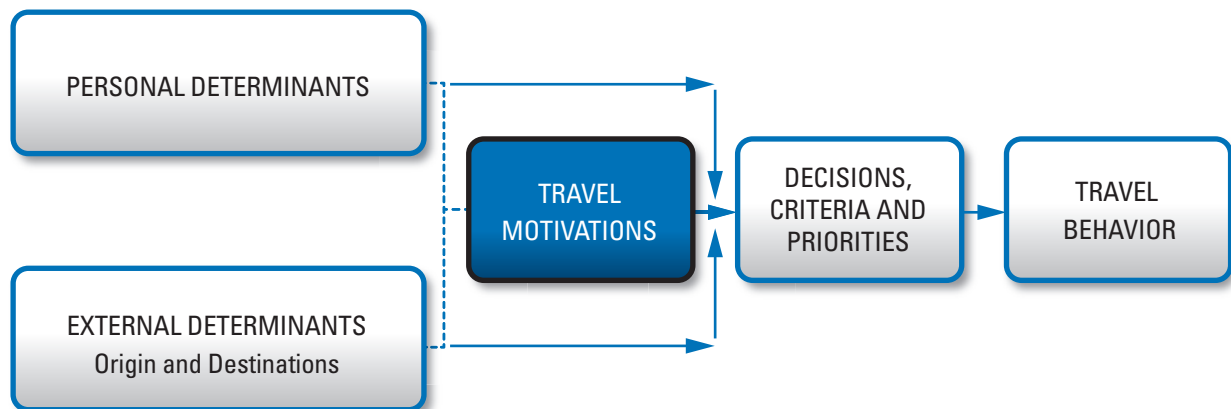 PERSONAL DETERMINANTS
TRAVEL
MOTIVATIONS
DECISIONS,
CRITERIA AND
PRIORITIES
TRAVEL
BEHAVIOR
EXTERNAL DETERMINANTS
Origin and Destinations